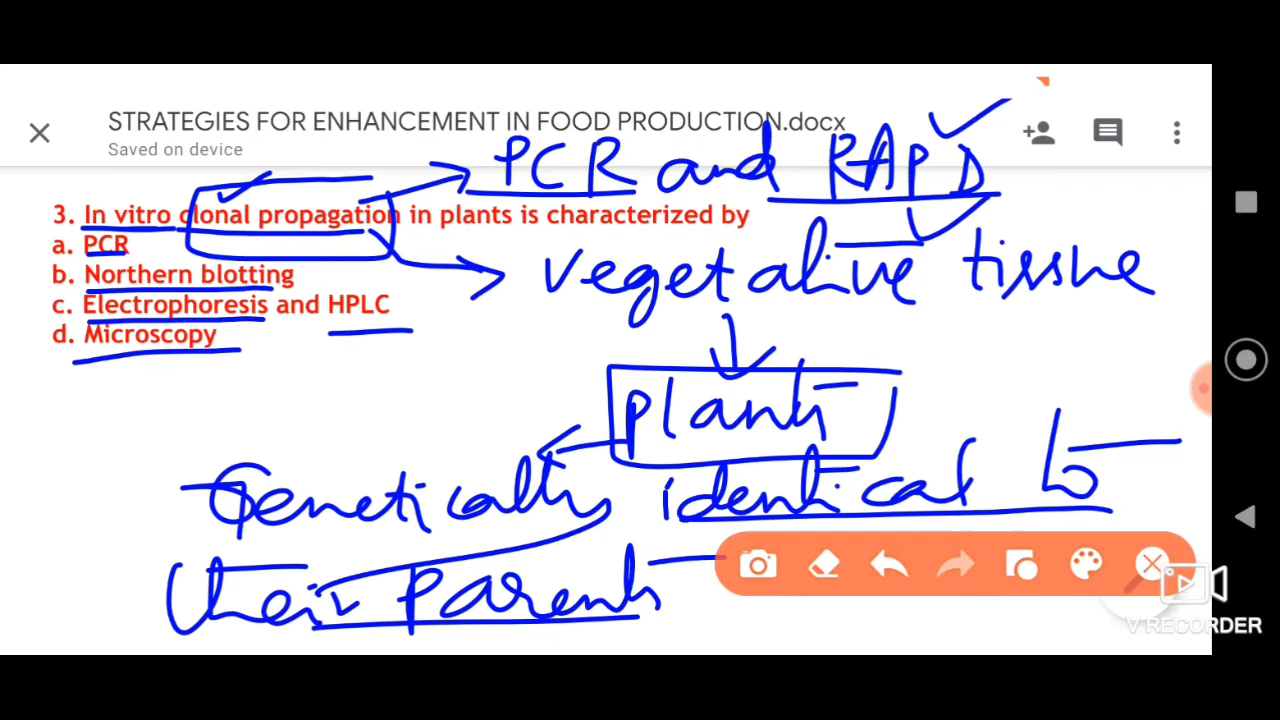 STRATEGIES FOR ENHANCEMENT IN FOOD PRODUCTION.docx
Saved on device
PCR and RAPD
3. In vitro clonal propagation in plants is characterized by
a. PCR
b. Northern blotting
c. Electrophoresis and HPLC
d. Microscopy
vegetative tissue
plants
Genetically identical to
their parents
V RECORDER